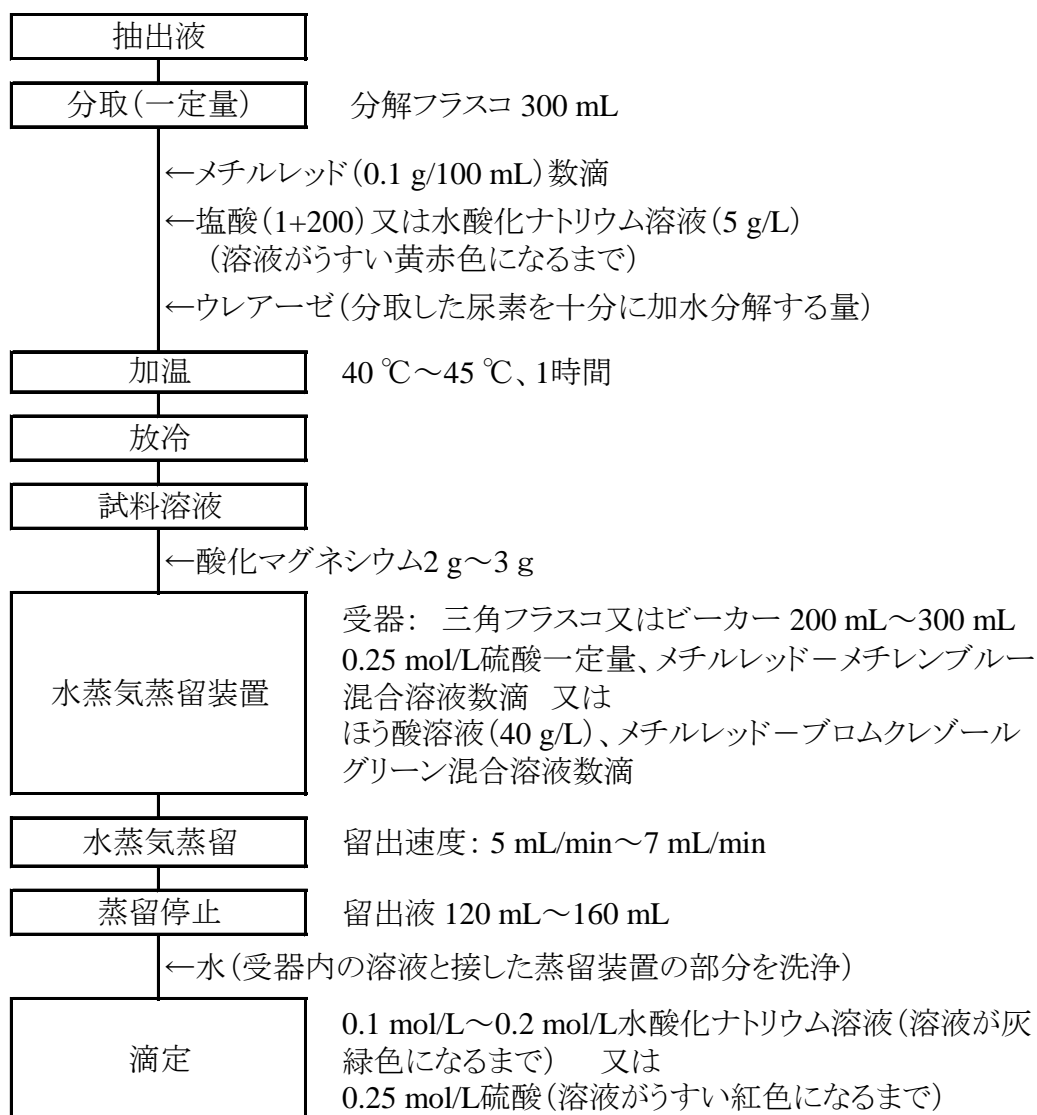 抽出液
分取(一定量) 分解フラスコ 300 mL
←メチルレッド(0.1 g/100 mL)数滴
←塩酸(1+200)又は水酸化ナトリウム溶液(5 g/L)
(溶液がうすい黄赤色になるまで)
←ウレアーゼ(分取した尿素を十分に加水分解する量)
加温 40 ℃～45 ℃、1時間
放冷
試料溶液
←酸化マグネシウム2 g～3 g
水蒸気蒸留装置
受器: 三角フラスコ又はビーカー 200 mL～300 mL
0.25 mol/L硫酸一定量、メチルレッド－メチレンブルー
混合溶液数滴 又は
ほう酸溶液(40 g/L)、メチルレッド－ブロムクレゾール
グリーン混合溶液数滴
水蒸気蒸留 留出速度: 5 mL/min～7 mL/min
蒸留停止 留出液 120 mL～160 mL
←水(受器内の溶液と接した蒸留装置の部分を洗浄)
滴定
0.1 mol/L～0.2 mol/L水酸化ナトリウム溶液(溶液が灰
緑色になるまで) 又は
0.25 mol/L硫酸(溶液がうすい紅色になるまで)